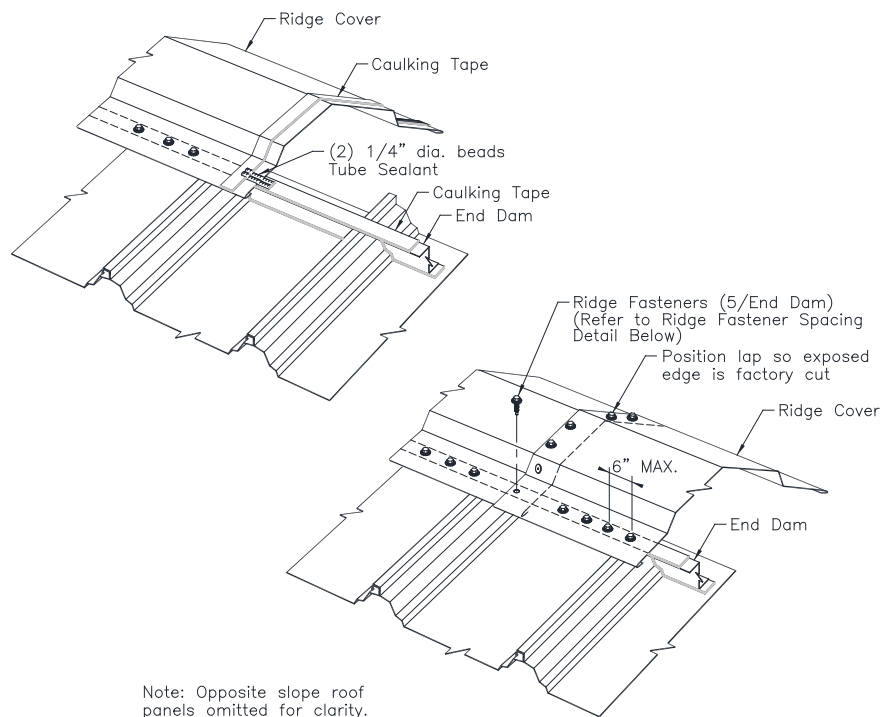 Ridge Cover
Caulking Tape
(2) 1/4" dia. beads
Tube Sealant
Caulking Tape
End Dam
Ridge Fasteners (5/End Dam)
(Refer to Ridge Fastener Spacing
Detail Below)
Position lap so exposed
edge is factory cut
Ridge Cover
6" MAX.
End Dam
Note: Opposite slope roof
panels omitted for clarity.